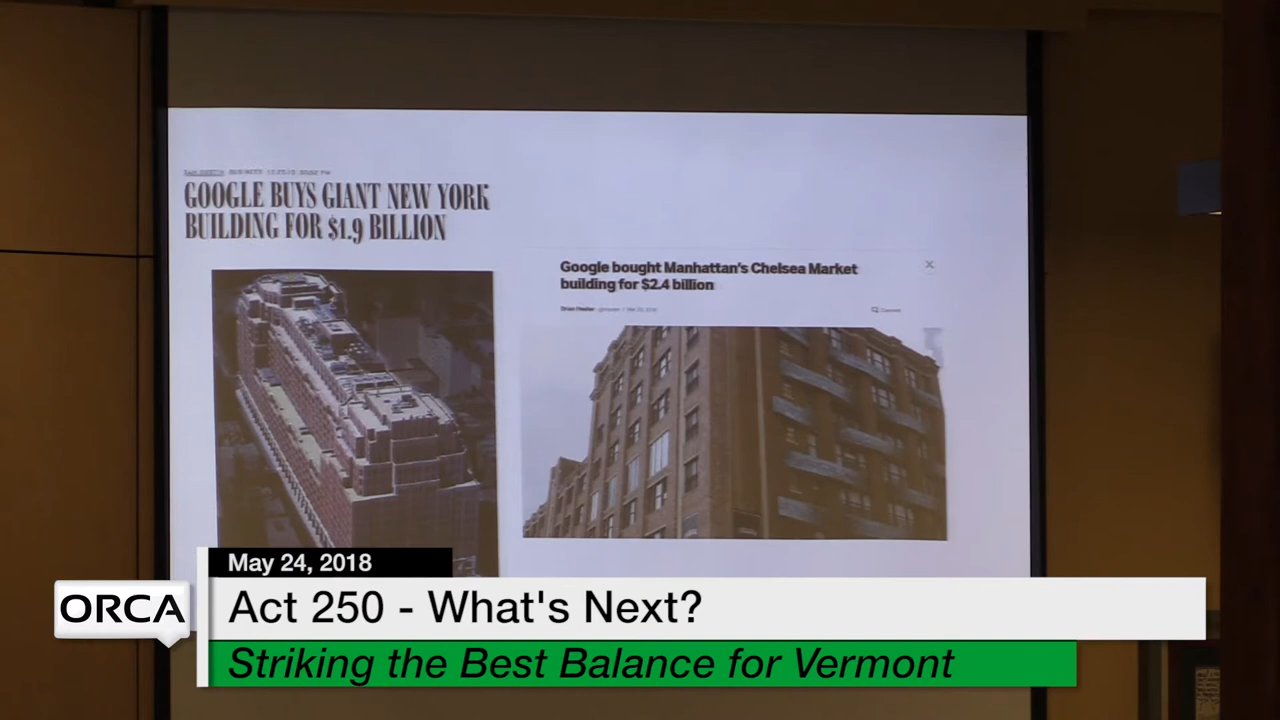 GOOGLE BUYS GIANT NEW YORK
BUILDING FOR $1.9 BILLION
Google bought Manhattan's Chelsea Market
building for $2.4 billion
May 24, 2018
ORCA
Act 250 - What's Next?
Striking the Best Balance for Vermont